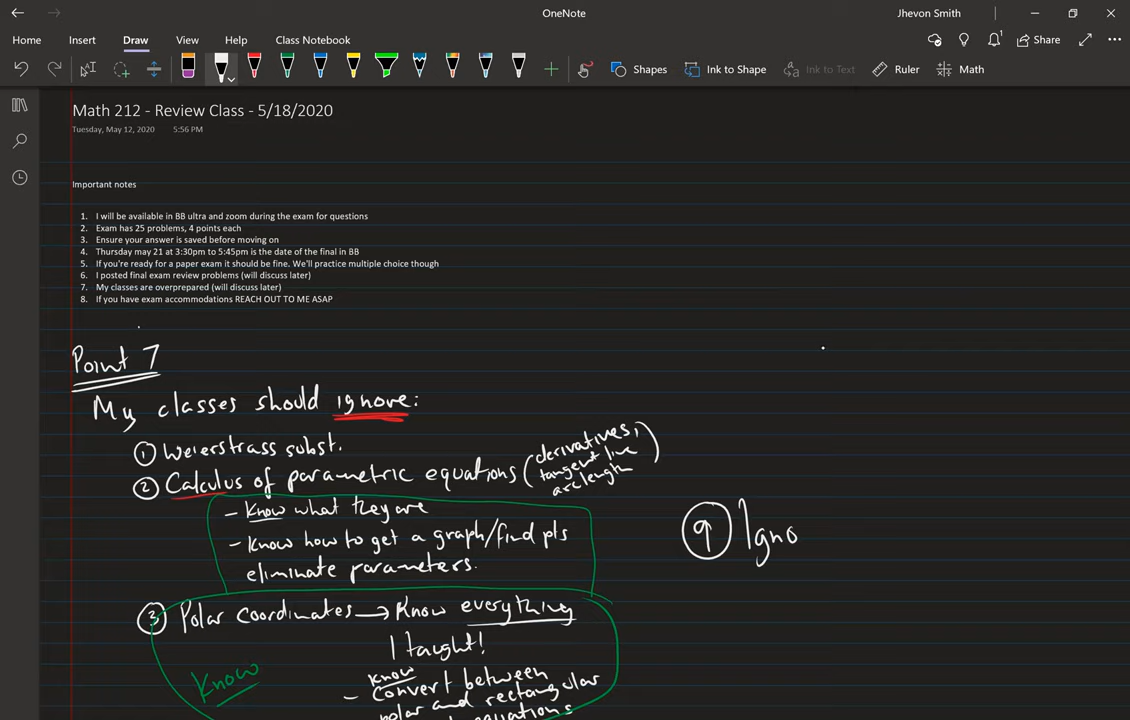 OneNote
Jhevon Smith
Home Insert Draw View Help Class Notebook
1
Share
Shapes Ink to Shape Ink to Text Ruler Math
Math 212 - Review Class - 5/18/2020
Tuesday, May 12, 2020 5:56 PM
Important notes
1. I will be available in BB ultra and zoom during the exam for questions
2. Exam has 25 problems, 4 points each
3. Ensure your answer is saved before moving on
4. Thursday may 21 at 3:30pm to 5:45pm is the date of the final in BB
5. If you're ready for a paper exam it should be fine. We'll practice multiple choice though
6. I posted final exam review problems (will discuss later)
7. My classes are overprepared (will discuss later)
8. If you have exam accommodations REACH OUT TO ME ASAP
Point 7
My classes should ignore:
① Weierstrass subst.
② Calculus of parametric equations (derivatives, tangent line arclength)
- Know what they are
- Know how to get a graph/find pts
eliminate parameters.
③ Polar coordinates → Know everything
I taught!
Know
know
- Convert between
polar and rectangular
equations
⑨ Igno